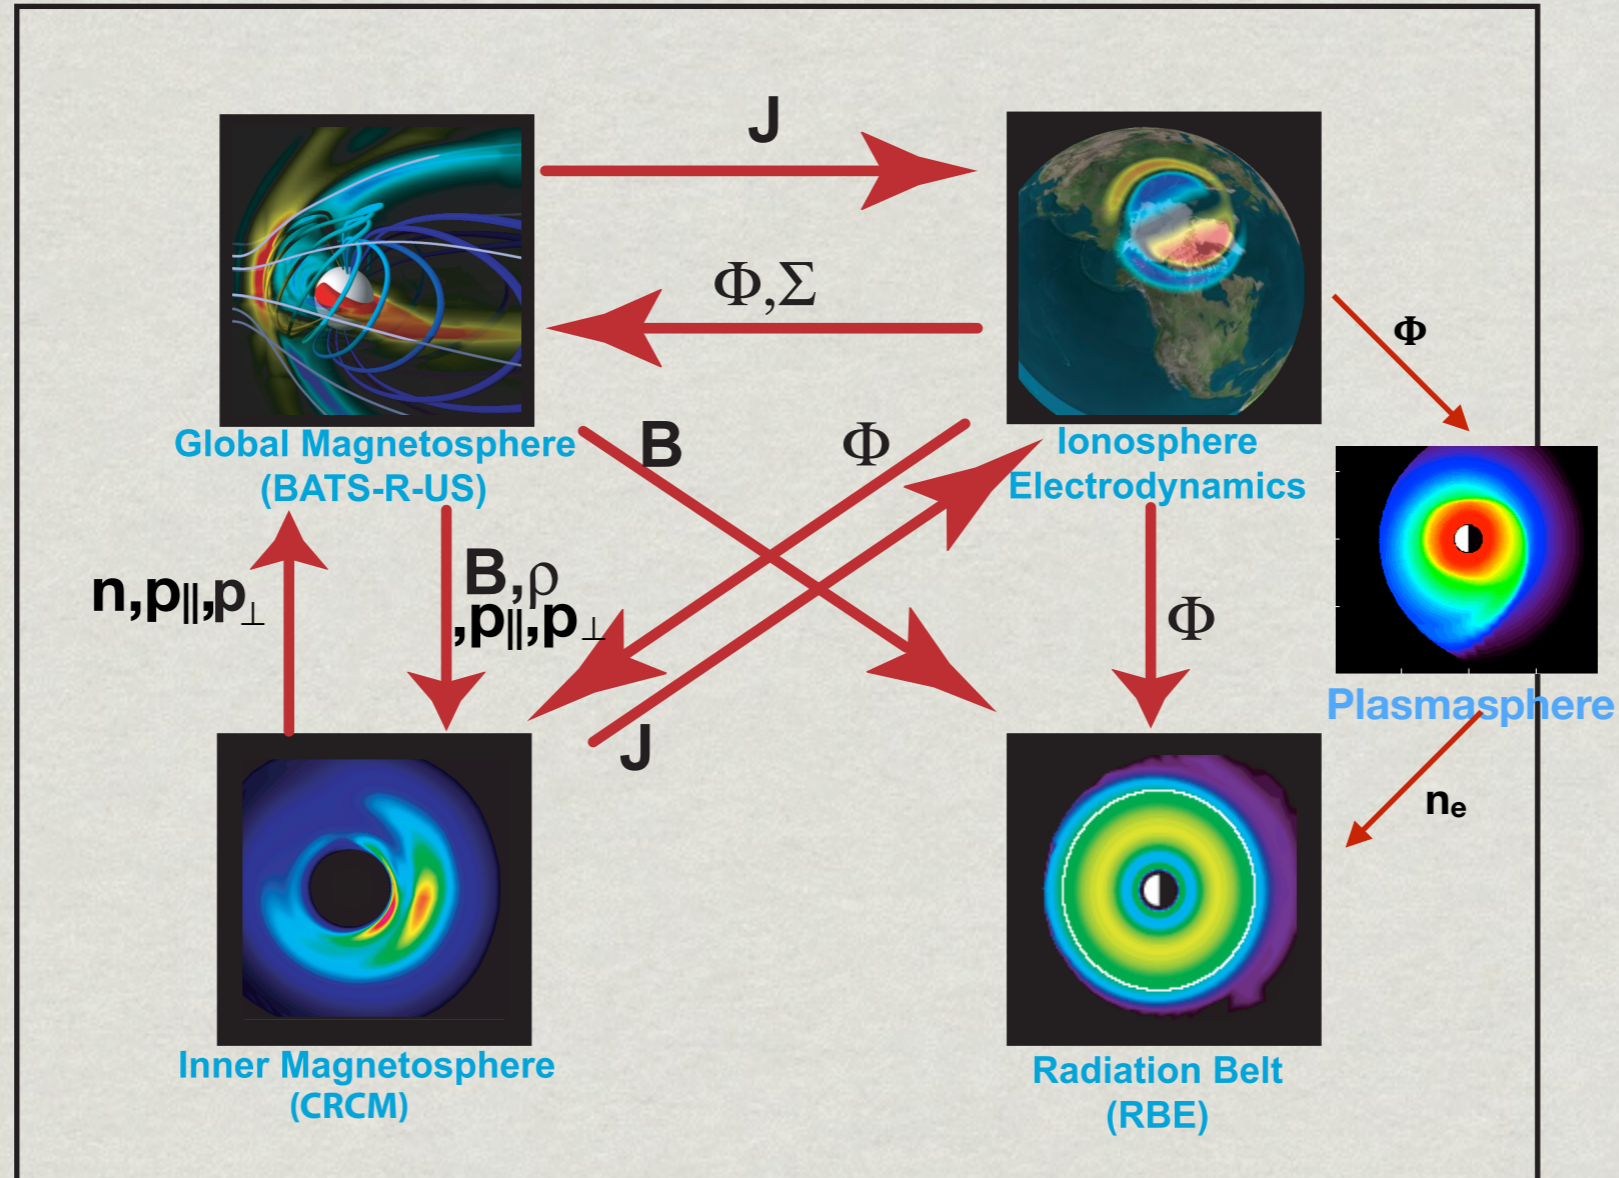 J
Φ,Σ
Φ
Global Magnetosphere
(BATS-R-US)
Ionosphere
Electrodynamics
B
Φ
n,p∥,p⊥
B,ρ
,p∥,p⊥
Φ
Plasmasphere
J
nₑ
Inner Magnetosphere
(CRCM)
Radiation Belt
(RBE)